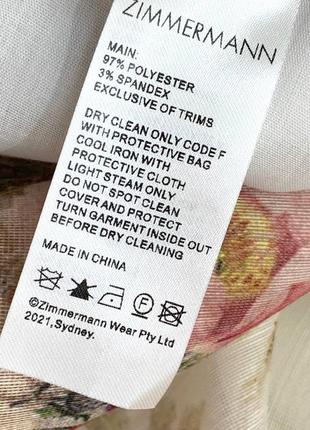 ZIMMERMANN
MAIN:
97% POLYESTER
3% SPANDEX
EXCLUSIVE OF TRIMS
DRY CLEAN ONLY CODE F
WITH PROTECTIVE BAG
COOL IRON WITH
PROTECTIVE CLOTH
LIGHT STEAM ONLY
DO NOT SPOT CLEAN
COVER AND PROTECT
TURN GARMENT INSIDE OUT
BEFORE DRY CLEANING
MADE IN CHINA
F
©Zimmermann Wear Pty Ltd
2021, Sydney.